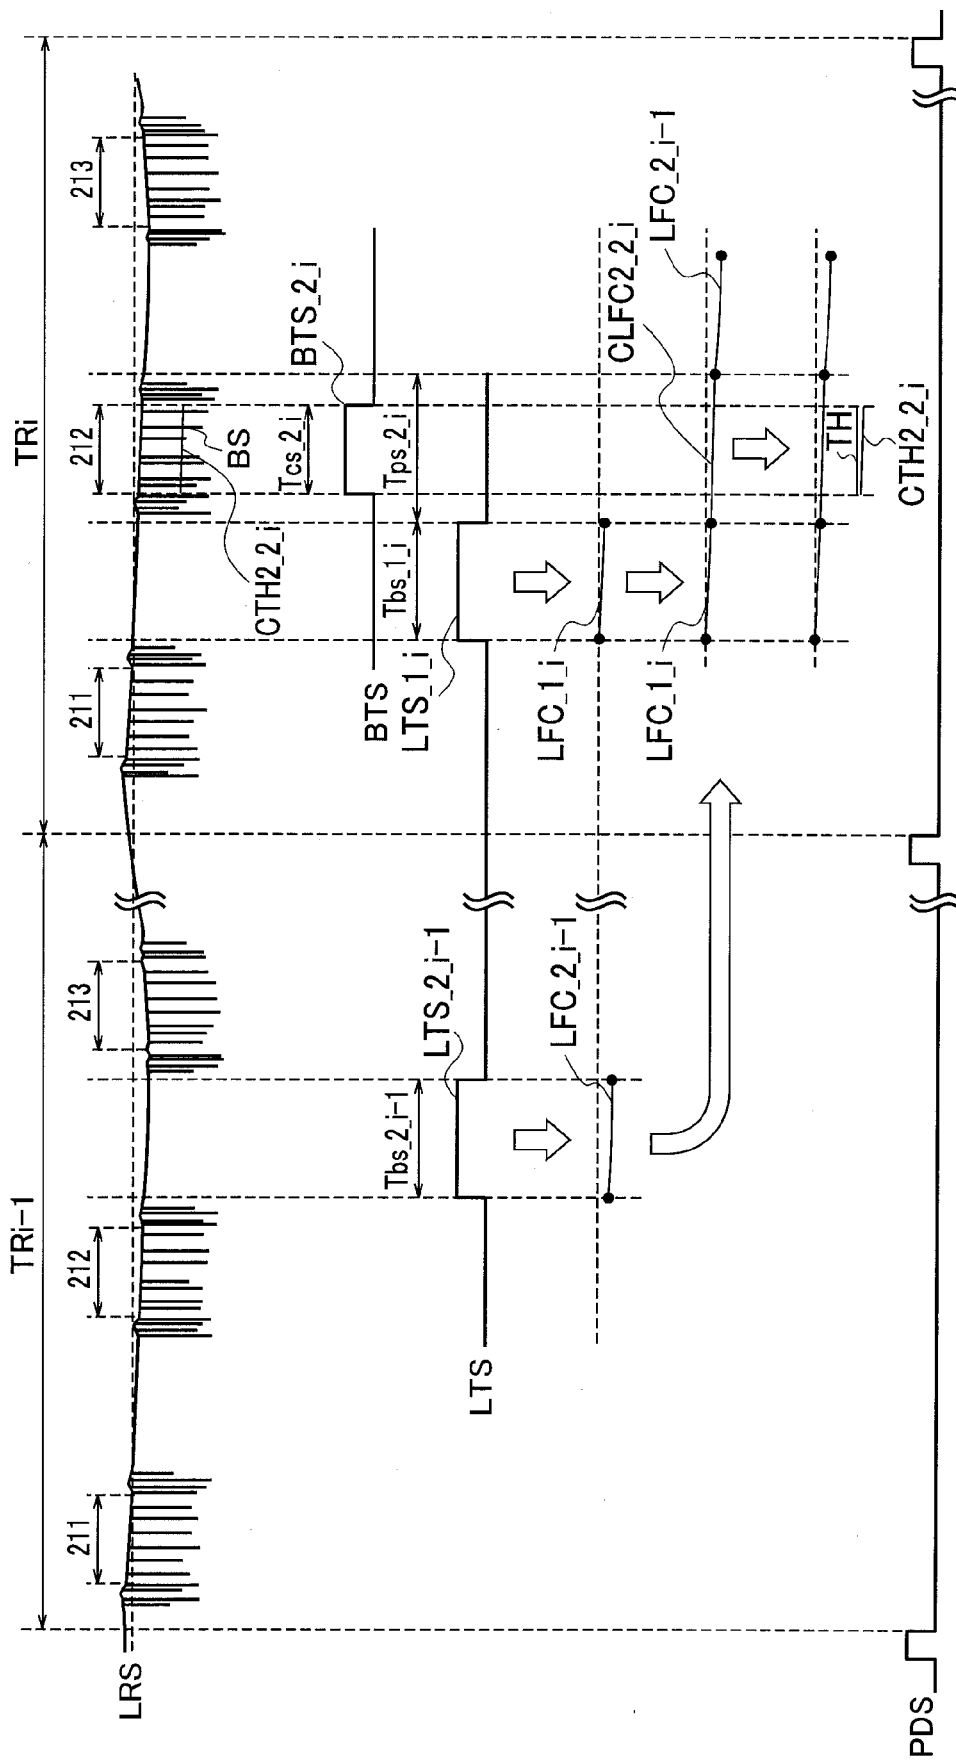 TRi-1
TRi
211
212
213
211
212
213
LRS
CTH2_2_i
BS
Tcs_2_i
BTS_2_i
BTS
Tbs_2_i-1
Tbs_1_i
Tps_2_i
LTS
LTS_2_i-1
LTS_1_i
LFC_2_i-1
LFC_1_i
LFC_1_i
CLFC2_2_i
LFC_2_i-1
TH
CTH2_2_i
PDS